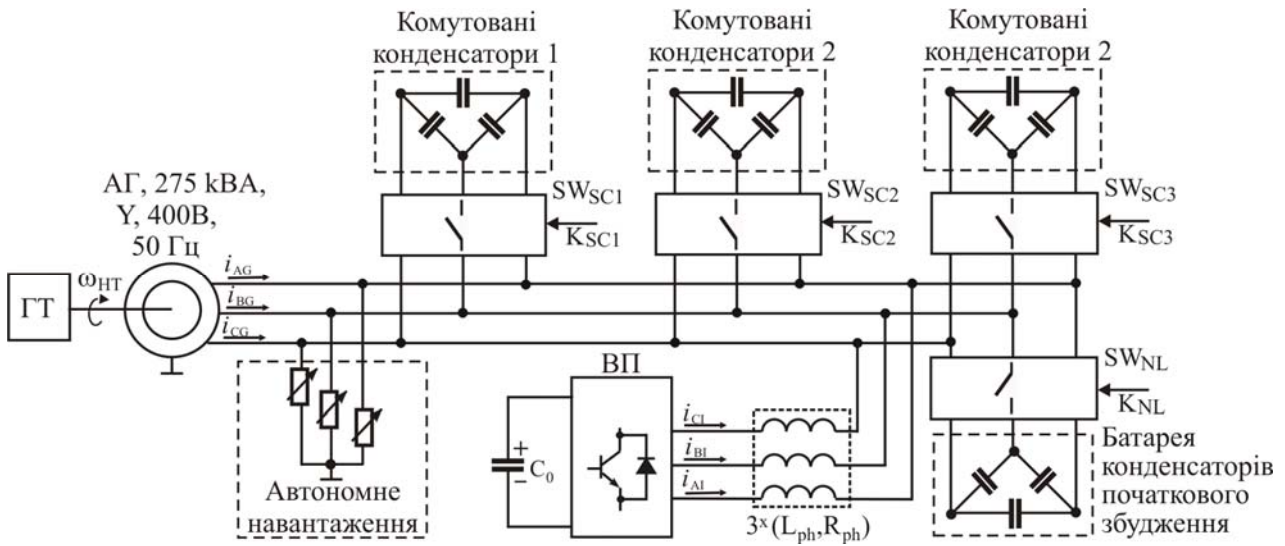 Комутовані
конденсатори 1
Комутовані
конденсатори 2
Комутовані
конденсатори 2
SWSC1
KSC1
SWSC2
KSC2
SWSC3
KSC3
АГ, 275 kBA,
Y, 400В,
50 Гц
ГТ
ωНТ
iAG
iBG
iCG
Автономне
навантаження
ВП
+
−
C0
iCI
iBI
iAI
3x(Lph,Rph)
SWNL
KNL
Батарея
конденсаторів
початкового
збудження